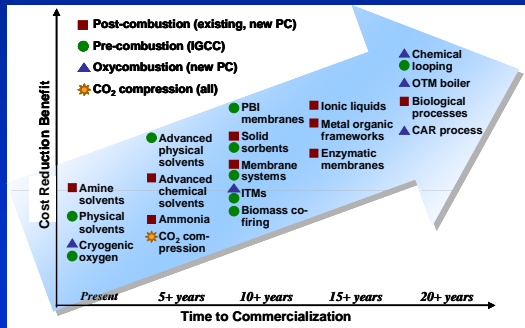 Post-combustion (existing, new PC)
Pre-combustion (IGCC)
Oxycombustion (new PC)
CO₂ compression (all)
Cost Reduction Benefit
Amine
solvents
Physical
solvents
Cryogenic
oxygen
Advanced
physical
solvents
Advanced
chemical
solvents
Ammonia
CO₂ com-
pression
PBI
membranes
Solid
sorbents
Membrane
systems
ITMs
Biomass co-
firing
Ionic liquids
Metal organic
frameworks
Enzymatic
membranes
Chemical
looping
OTM boiler
Biological
processes
CAR process
Present
5+ years
10+ years
15+ years
20+ years
Time to Commercialization